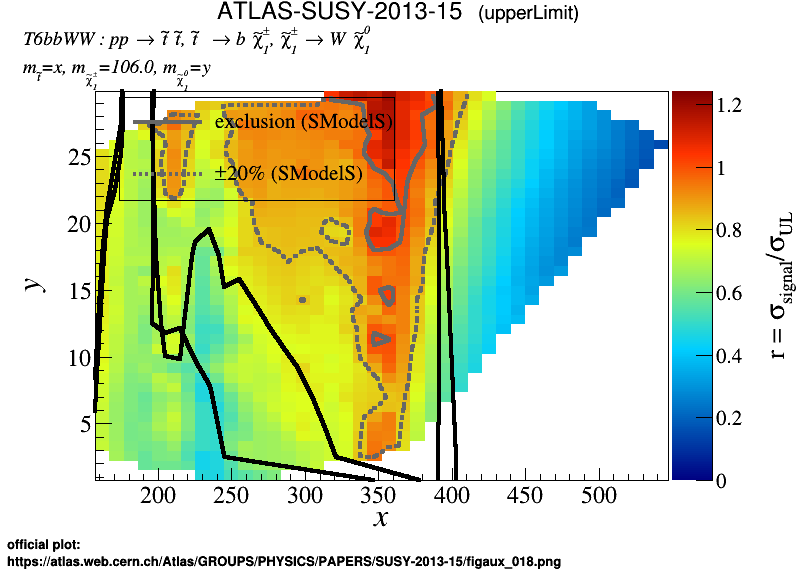 ATLAS-SUSY-2013-15 (upperLimit)
T6bbWW : pp → t̃ t̃, t̃ → b χ̃₁±, χ̃₁± → W χ̃₁⁰
m_t̃=x, m_χ̃₁±=106.0, m_χ̃₁⁰=y
exclusion (SModelS)
±20% (SModelS)
25
20
15
10
5
y
200 250 300 350 400 450 500
x
1.2
1
0.8
0.6
0.4
0.2
0
r = σ_signal/σ_UL
official plot:
https://atlas.web.cern.ch/Atlas/GROUPS/PHYSICS/PAPERS/SUSY-2013-15/figaux_018.png